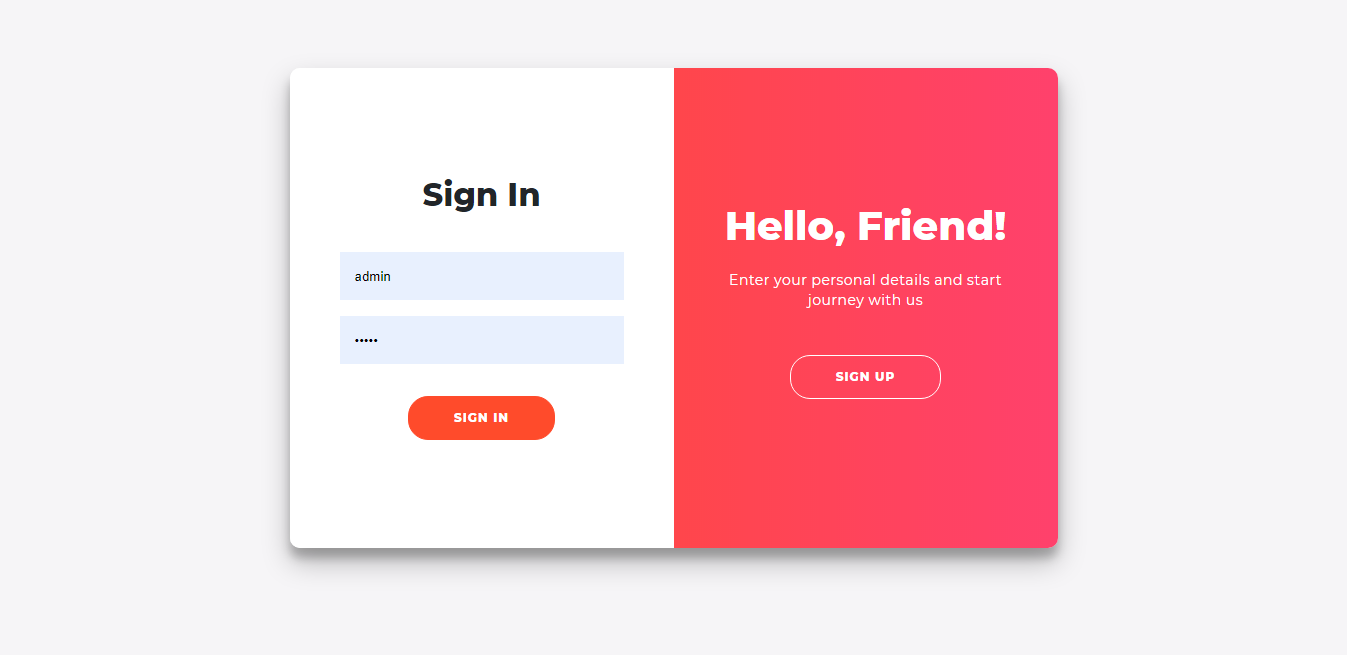 Sign In
admin
•••••
SIGN IN
Hello, Friend!
Enter your personal details and start
journey with us
SIGN UP